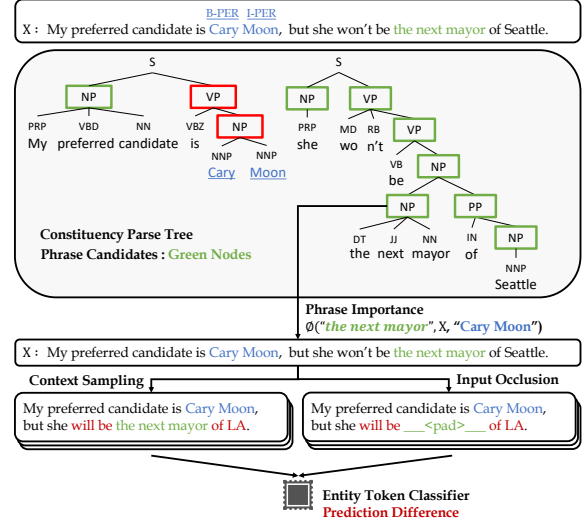 B-PER I-PER
X : My preferred candidate is Cary Moon, but she won't be the next mayor of Seattle.
S S
NP VP NP VP
PRP VBD NN VBZ NP PRP MD RB VP
My preferred candidate is she wo n't
NNP NNP VB NP
Cary Moon be
NP PP
Constituency Parse Tree
DT JJ NN IN NP
Phrase Candidates : Green Nodes
the next mayor of
NNP
Seattle
Phrase Importance
Ø("the next mayor", X, "Cary Moon")
X : My preferred candidate is Cary Moon, but she won't be the next mayor of Seattle.
Context Sampling Input Occlusion
My preferred candidate is Cary Moon, My preferred candidate is Cary Moon,
but she will be the next mayor of LA. but she will be ___<pad>___ of LA.
Entity Token Classifier
Prediction Difference